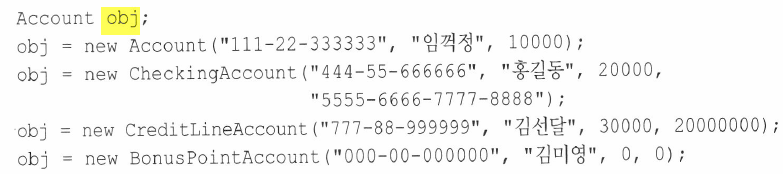 Account obj;
obj = new Account("111-22-333333", "임꺽정", 10000);
obj = new CheckingAccount("444-55-666666", "홍길동", 20000,
"5555-6666-7777-8888");
obj = new CreditLineAccount("777-88-999999", "김선달", 30000, 20000000);
obj = new BonusPointAccount("000-00-000000", "김미영", 0, 0);